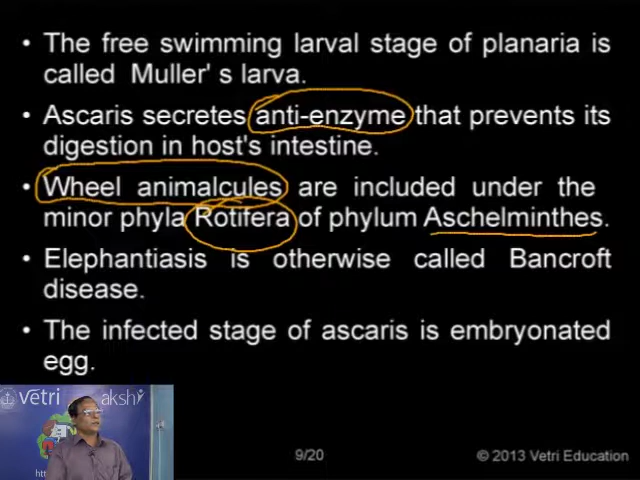 • The free swimming larval stage of planaria is
called Muller' s larva.
• Ascaris secretes anti-enzyme that prevents its
digestion in host's intestine.
• Wheel animalcules are included under the
minor phyla Rotifera of phylum Aschelminthes.
• Elephantiasis is otherwise called Bancroft
disease.
• The infected stage of ascaris is embryonated
egg.
vetri akshi
htt
9/20
© 2013 Vetri Education